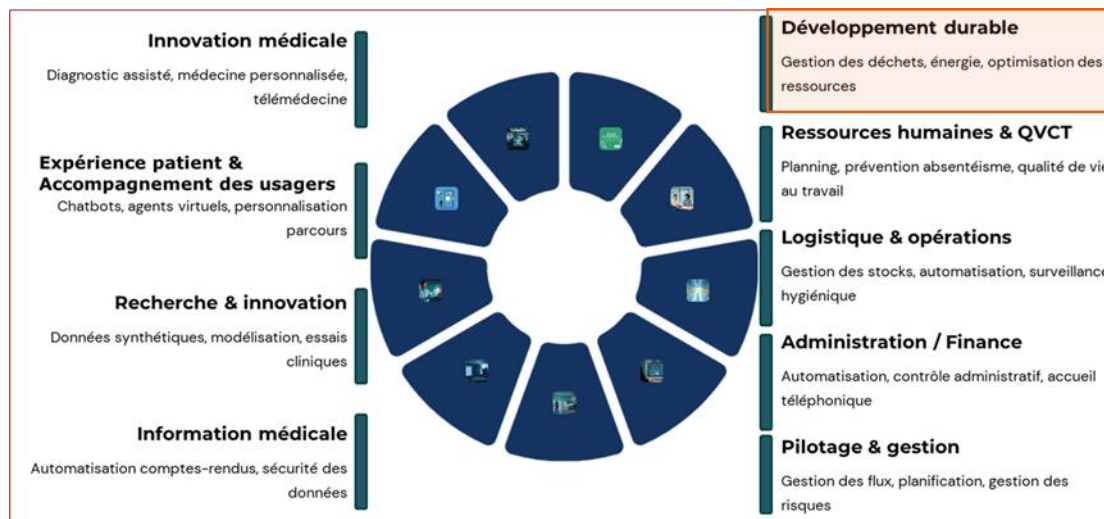 Innovation médicale
Diagnostic assisté, médecine personnalisée,
télémédecine
Expérience patient &
Accompagnement des usagers
Chatbots, agents virtuels, personnalisation
parcours
Recherche & innovation
Données synthétiques, modélisation, essais
cliniques
Information médicale
Automatisation comptes-rendus, sécurité des
données
Développement durable
Gestion des déchets, énergie, optimisation des
ressources
Ressources humaines & QVCT
Planning, prévention absentéisme, qualité de vie
au travail
Logistique & opérations
Gestion des stocks, automatisation, surveillance
hygiénique
Administration / Finance
Automatisation, contrôle administratif, accueil
téléphonique
Pilotage & gestion
Gestion des flux, planification, gestion des
risques